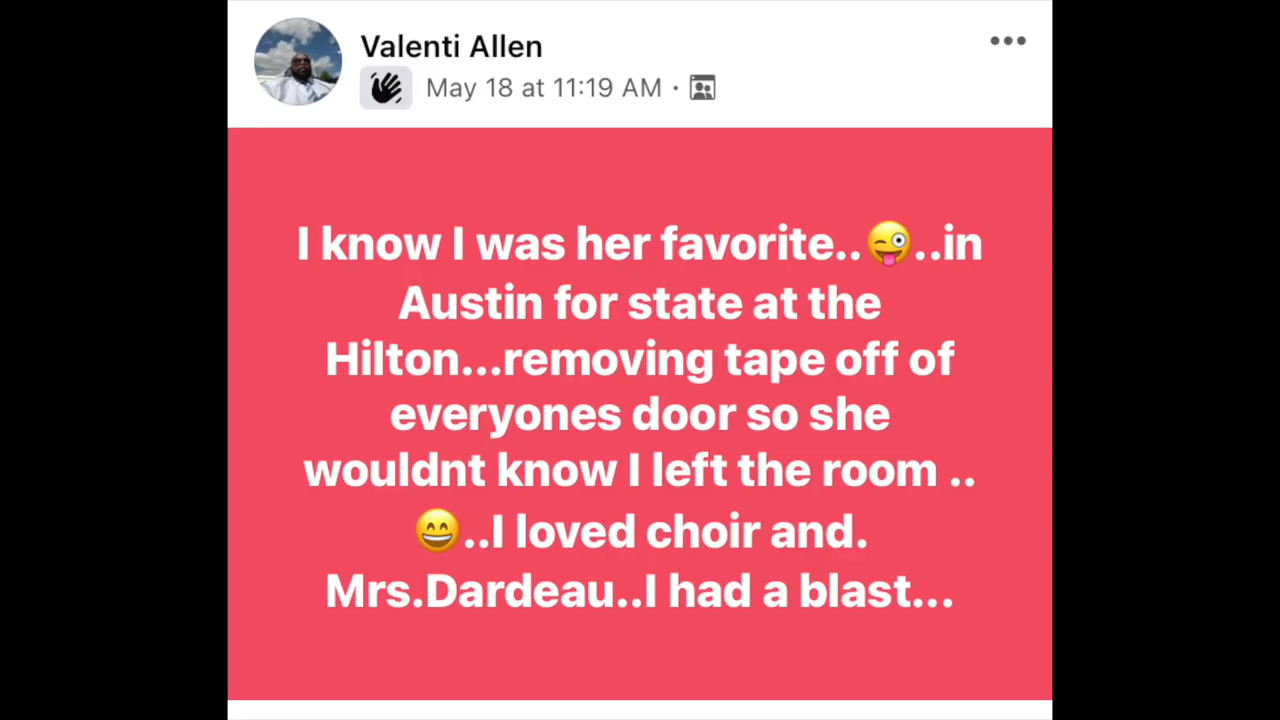 Valenti Allen
May 18 at 11:19 AM ·
I know I was her favorite..😜..in
Austin for state at the
Hilton...removing tape off of
everyones door so she
wouldnt know I left the room ..
😄..I loved choir and.
Mrs.Dardeau..I had a blast...